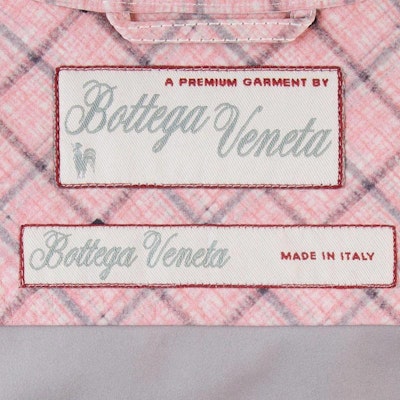 A PREMIUM GARMENT BY
Bottega
Veneta
Bottega Veneta MADE IN ITALY